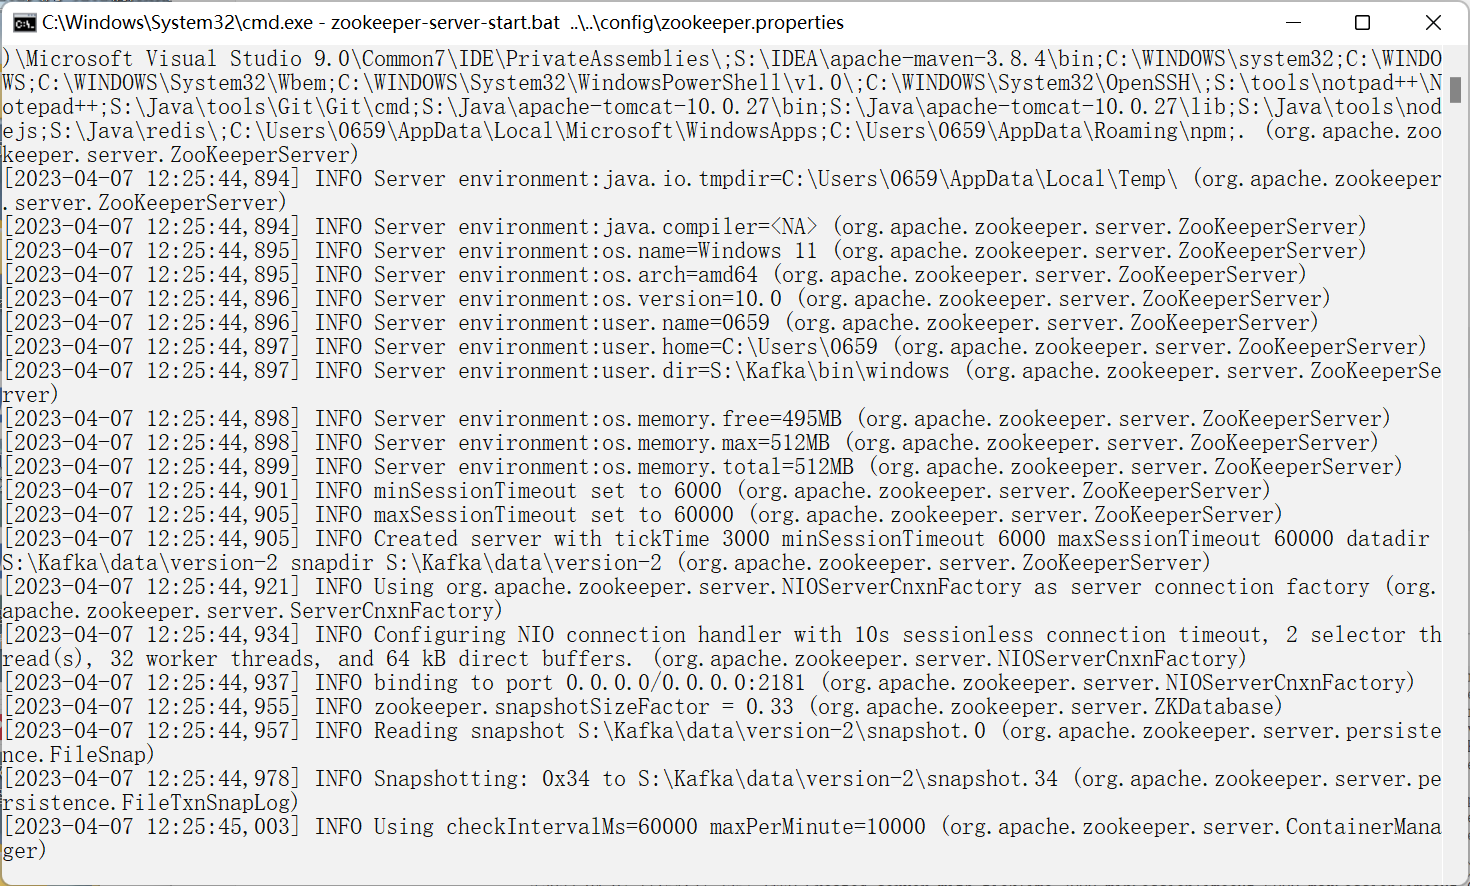 C:\Windows\System32\cmd.exe - zookeeper-server-start.bat  ..\..\config\zookeeper.properties
)\Microsoft Visual Studio 9.0\Common7\IDE\PrivateAssemblies\;S:\IDEA\apache-maven-3.8.4\bin;C:\WINDOWS\system32;C:\WINDO
WS;C:\WINDOWS\System32\Wbem;C:\WINDOWS\System32\WindowsPowerShell\v1.0\;C:\WINDOWS\System32\OpenSSH\;S:\tools\notpad++\N
otepad++;S:\Java\tools\Git\Git\cmd;S:\Java\apache-tomcat-10.0.27\bin;S:\Java\apache-tomcat-10.0.27\lib;S:\Java\tools\nod
ejs;S:\Java\redis\;C:\Users\0659\AppData\Local\Microsoft\WindowsApps;C:\Users\0659\AppData\Roaming\npm;. (org.apache.zoo
keeper.server.ZooKeeperServer)
[2023-04-07 12:25:44,894] INFO Server environment:java.io.tmpdir=C:\Users\0659\AppData\Local\Temp\ (org.apache.zookeeper
.server.ZooKeeperServer)
[2023-04-07 12:25:44,894] INFO Server environment:java.compiler=<NA> (org.apache.zookeeper.server.ZooKeeperServer)
[2023-04-07 12:25:44,895] INFO Server environment:os.name=Windows 11 (org.apache.zookeeper.server.ZooKeeperServer)
[2023-04-07 12:25:44,895] INFO Server environment:os.arch=amd64 (org.apache.zookeeper.server.ZooKeeperServer)
[2023-04-07 12:25:44,896] INFO Server environment:os.version=10.0 (org.apache.zookeeper.server.ZooKeeperServer)
[2023-04-07 12:25:44,896] INFO Server environment:user.name=0659 (org.apache.zookeeper.server.ZooKeeperServer)
[2023-04-07 12:25:44,897] INFO Server environment:user.home=C:\Users\0659 (org.apache.zookeeper.server.ZooKeeperServer)
[2023-04-07 12:25:44,897] INFO Server environment:user.dir=S:\Kafka\bin\windows (org.apache.zookeeper.server.ZooKeeperSe
rver)
[2023-04-07 12:25:44,898] INFO Server environment:os.memory.free=495MB (org.apache.zookeeper.server.ZooKeeperServer)
[2023-04-07 12:25:44,898] INFO Server environment:os.memory.max=512MB (org.apache.zookeeper.server.ZooKeeperServer)
[2023-04-07 12:25:44,899] INFO Server environment:os.memory.total=512MB (org.apache.zookeeper.server.ZooKeeperServer)
[2023-04-07 12:25:44,901] INFO minSessionTimeout set to 6000 (org.apache.zookeeper.server.ZooKeeperServer)
[2023-04-07 12:25:44,905] INFO maxSessionTimeout set to 60000 (org.apache.zookeeper.server.ZooKeeperServer)
[2023-04-07 12:25:44,905] INFO Created server with tickTime 3000 minSessionTimeout 6000 maxSessionTimeout 60000 datadir
S:\Kafka\data\version-2 snapdir S:\Kafka\data\version-2 (org.apache.zookeeper.server.ZooKeeperServer)
[2023-04-07 12:25:44,921] INFO Using org.apache.zookeeper.server.NIOServerCnxnFactory as server connection factory (org.
apache.zookeeper.server.ServerCnxnFactory)
[2023-04-07 12:25:44,934] INFO Configuring NIO connection handler with 10s sessionless connection timeout, 2 selector th
read(s), 32 worker threads, and 64 kB direct buffers. (org.apache.zookeeper.server.NIOServerCnxnFactory)
[2023-04-07 12:25:44,937] INFO binding to port 0.0.0.0/0.0.0.0:2181 (org.apache.zookeeper.server.NIOServerCnxnFactory)
[2023-04-07 12:25:44,955] INFO zookeeper.snapshotSizeFactor = 0.33 (org.apache.zookeeper.server.ZKDatabase)
[2023-04-07 12:25:44,957] INFO Reading snapshot S:\Kafka\data\version-2\snapshot.0 (org.apache.zookeeper.server.persiste
nce.FileSnap)
[2023-04-07 12:25:44,978] INFO Snapshotting: 0x34 to S:\Kafka\data\version-2\snapshot.34 (org.apache.zookeeper.server.pe
rsistence.FileTxnSnapLog)
[2023-04-07 12:25:45,003] INFO Using checkIntervalMs=60000 maxPerMinute=10000 (org.apache.zookeeper.server.ContainerMana
ger)